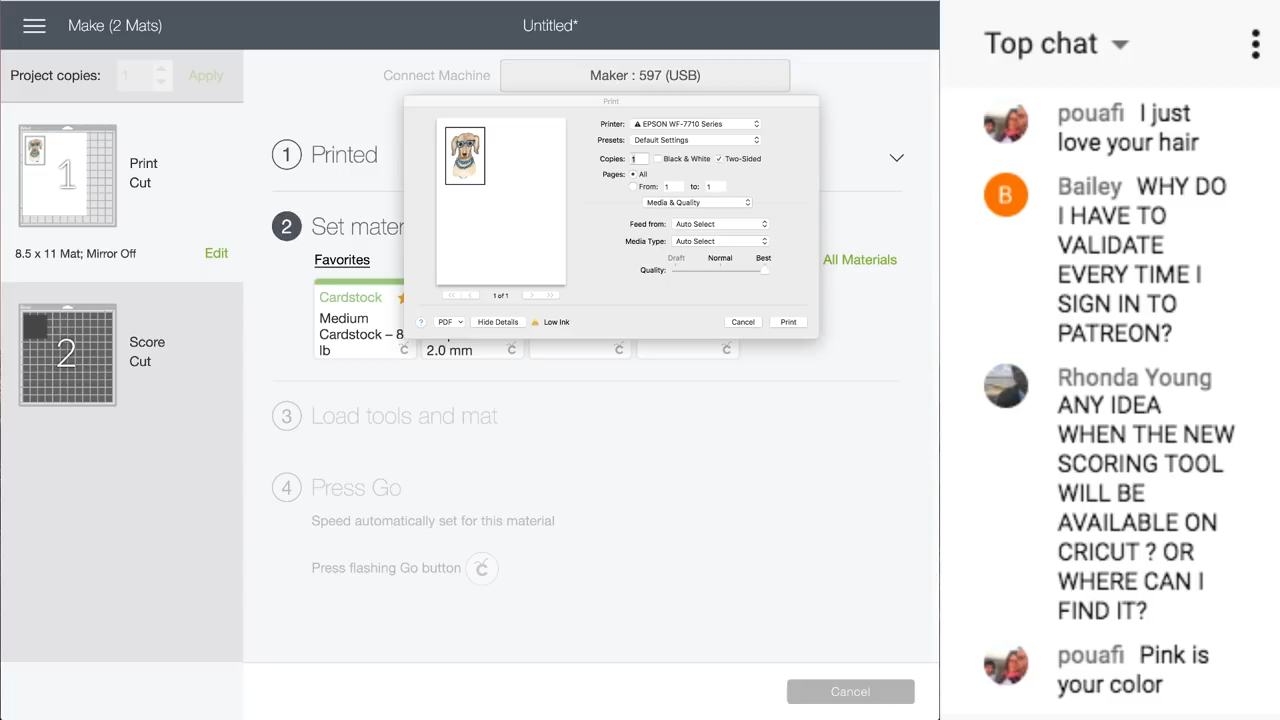 Make (2 Mats)
Untitled*
Project copies: 1 Apply
1
Print
Cut
8.5 x 11 Mat; Mirror Off Edit
2
Score
Cut
Connect Machine Maker : 597 (USB)
1 Printed
2 Set mater
Favorites
All Materials
Cardstock
Medium
Cardstock – 8
lb
2.0 mm
3 Load tools and mat
4 Press Go
Speed automatically set for this material
Press flashing Go button
Cancel
Print
Printer: EPSON WF-7710 Series
Presets: Default Settings
Copies: 1 Black & White Two-Sided
Pages: All
From: 1 to: 1
Media & Quality
Feed from: Auto Select
Media Type: Auto Select
Draft Normal Best
Quality:
1 of 1
? PDF Hide Details Low Ink Cancel Print
Top chat
pouafi I just
love your hair
B
Bailey WHY DO
I HAVE TO
VALIDATE
EVERY TIME I
SIGN IN TO
PATREON?
Rhonda Young
ANY IDEA
WHEN THE NEW
SCORING TOOL
WILL BE
AVAILABLE ON
CRICUT ? OR
WHERE CAN I
FIND IT?
pouafi Pink is
your color